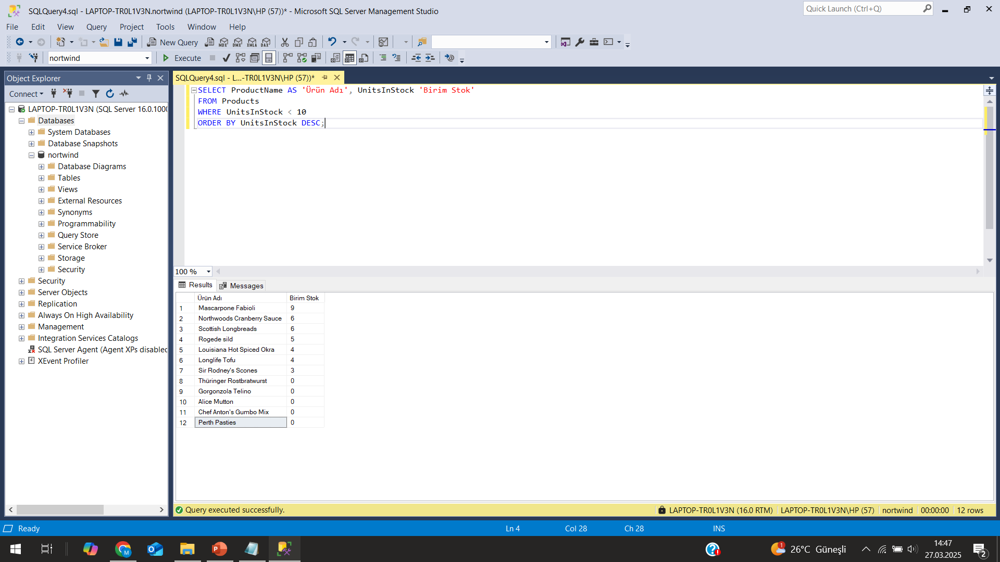 SQLQuery4.sql - LAPTOP-TR0L1V3N.nortwind (LAPTOP-TR0L1V3N\HP (57))* - Microsoft SQL Server Management Studio
Quick Launch (Ctrl+Q)
File Edit View Query Project Tools Window Help
New Query MDX DMX XMLA DAX
nortwind Execute
Object Explorer
Connect
LAPTOP-TR0L1V3N (SQL Server 16.0.1000
Databases
System Databases
Database Snapshots
nortwind
Database Diagrams
Tables
Views
External Resources
Synonyms
Programmability
Query Store
Service Broker
Storage
Security
Security
Server Objects
Replication
Always On High Availability
Management
Integration Services Catalogs
SQL Server Agent (Agent XPs disabled
XEvent Profiler
SQLQuery4.sql - L...-TR0L1V3N\HP (57))*
SELECT ProductName AS 'Ürün Adı', UnitsInStock 'Birim Stok'
FROM Products
WHERE UnitsInStock < 10
ORDER BY UnitsInStock DESC;
100 %
Results Messages
Ürün Adı Birim Stok
1 Mascarpone Fabioli 9
2 Northwoods Cranberry Sauce 6
3 Scottish Longbreads 6
4 Rogede sild 5
5 Louisiana Hot Spiced Okra 4
6 Longlife Tofu 4
7 Sir Rodney's Scones 3
8 Thüringer Rostbratwurst 0
9 Gorgonzola Telino 0
10 Alice Mutton 0
11 Chef Anton's Gumbo Mix 0
12 Perth Pasties 0
Query executed successfully. LAPTOP-TR0L1V3N (16.0 RTM) LAPTOP-TR0L1V3N\HP (57) nortwind 00:00:00 12 rows
Ready Ln 4 Col 28 Ch 28 INS
1 26°C Güneşli 14:47
27.03.2025 2